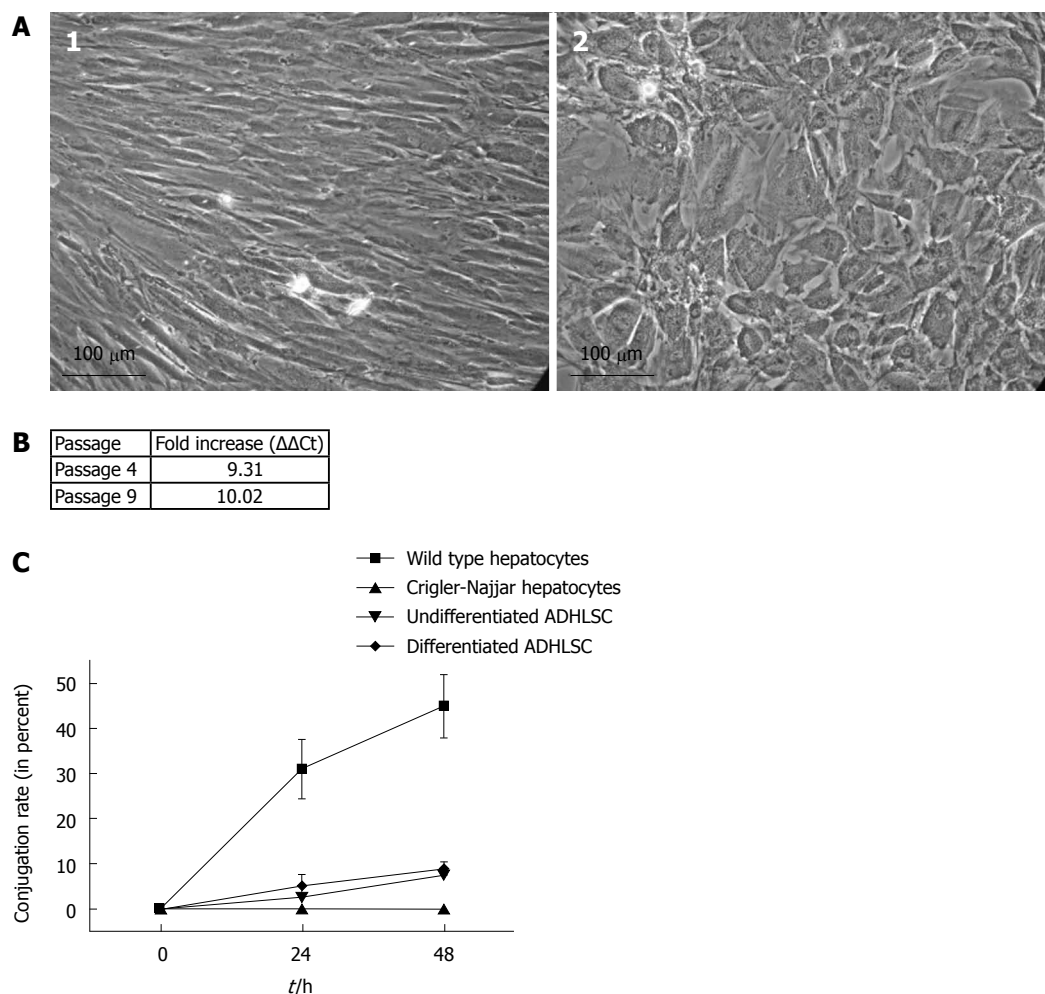 A
1
2
100 μm
100 μm
B
Passage Fold increase (ΔΔCt)
Passage 4 9.31
Passage 9 10.02
C
Wild type hepatocytes
Crigler-Najjar hepatocytes
Undifferentiated ADHLSC
Differentiated ADHLSC
Conjugation rate (in percent)
50
40
30
20
10
0
0 24 48
t/h